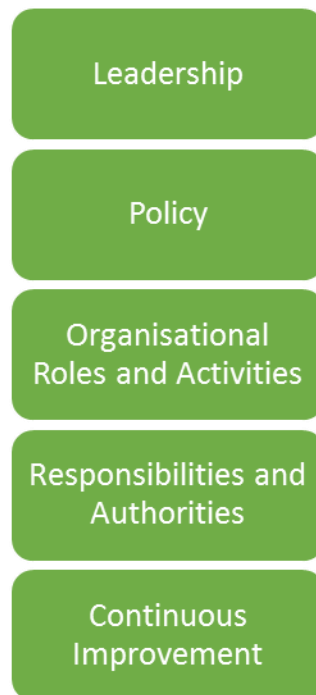 Leadership
Policy
Organisational
Roles and Activities
Responsibilities and
Authorities
Continuous
Improvement